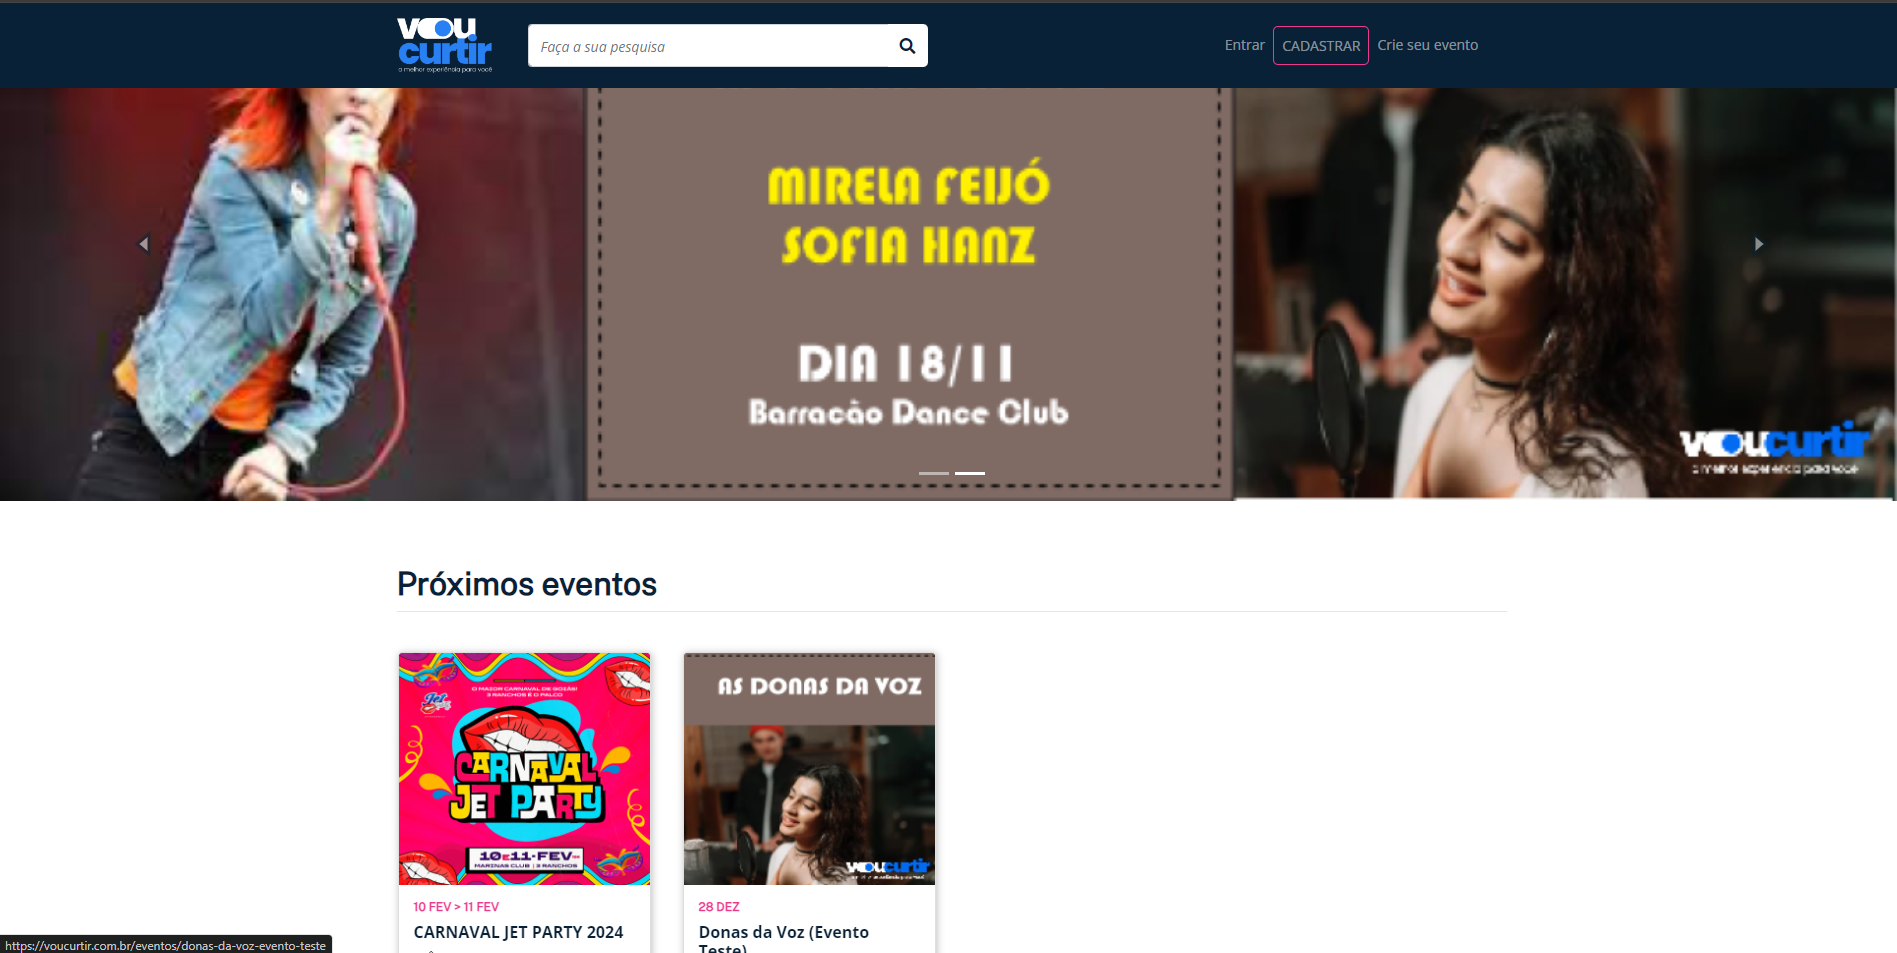 VOU
curtir
a melhor experiência para você
Faça a sua pesquisa
Entrar
CADASTRAR
Crie seu evento
MIRELA FEIJÓ
SOFIA HANZ
DIA 18/11
Barracão Dance Club
voucurtir
a melhor experiência para você
Próximos eventos
O MAIOR CARNAVAL DE GOIÁS!
3 RANCHOS É O PALCO
Jet
CARNAVAL
JET PARTY
10 E 11 · FEV
MARINAS CLUB | 3 RANCHOS
10 FEV > 11 FEV
CARNAVAL JET PARTY 2024
AS DONAS DA VOZ
voucurtir
28 DEZ
Donas da Voz (Evento
Teste)
https://voucurtir.com.br/eventos/donas-da-voz-evento-teste